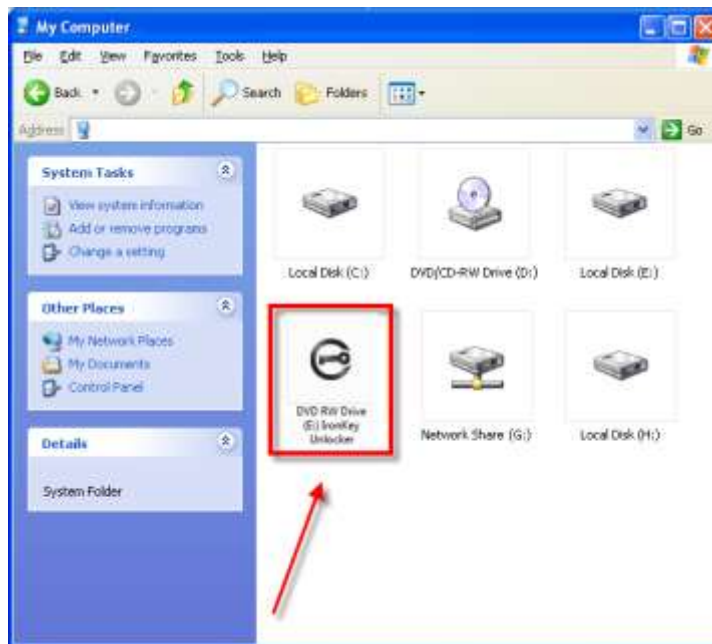 My Computer
File Edit View Favorites Tools Help
Back Search Folders
Address Go
System Tasks
View system information
Add or remove programs
Change a setting
Other Places
My Network Places
My Documents
Control Panel
Details
System Folder
Local Disk (C:) DVD/CD-RW Drive (D:) Local Disk (E:)
DVD RW Drive
(E:) IronKey
Unlocker
Network Share (G:) Local Disk (H:)